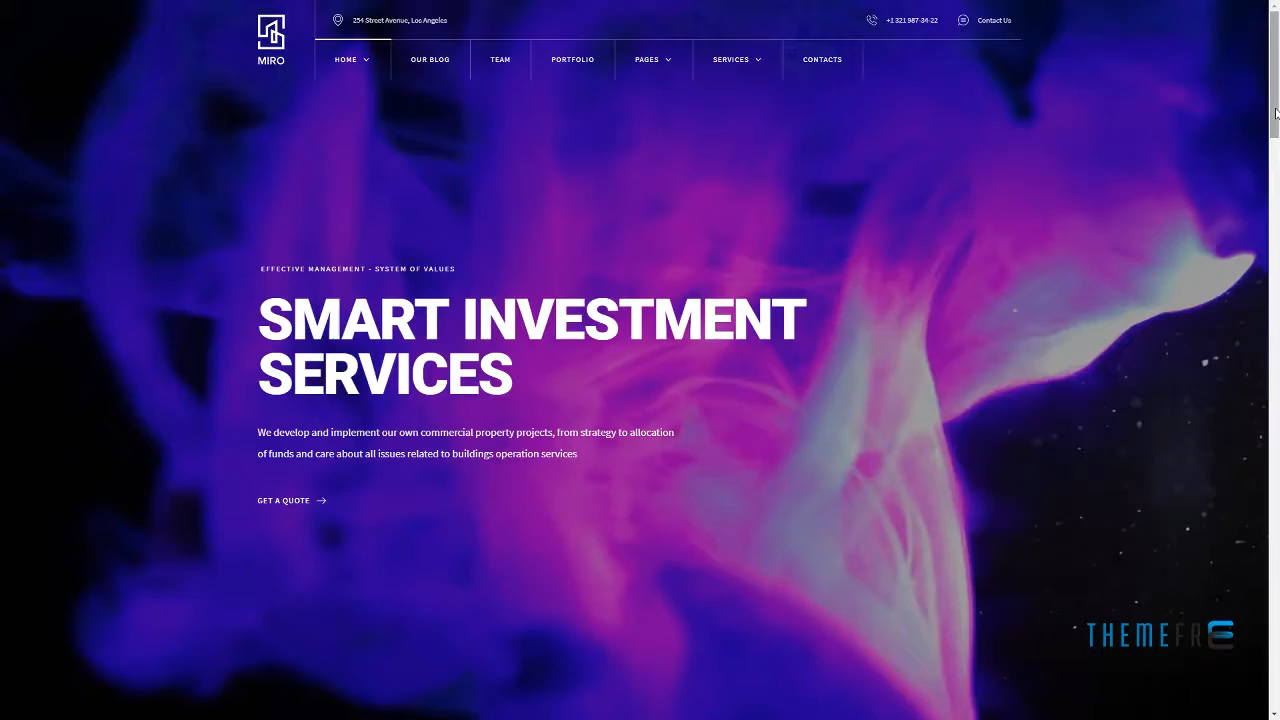 254 Street Avenue, Los Angeles
+1 321 987-34-22
Contact Us
MIRO
HOME
OUR BLOG
TEAM
PORTFOLIO
PAGES
SERVICES
CONTACTS
EFFECTIVE MANAGEMENT - SYSTEM OF VALUES
SMART INVESTMENT
SERVICES
We develop and implement our own commercial property projects, from strategy to allocation
of funds and care about all issues related to buildings operation services
GET A QUOTE
THEMEFRE